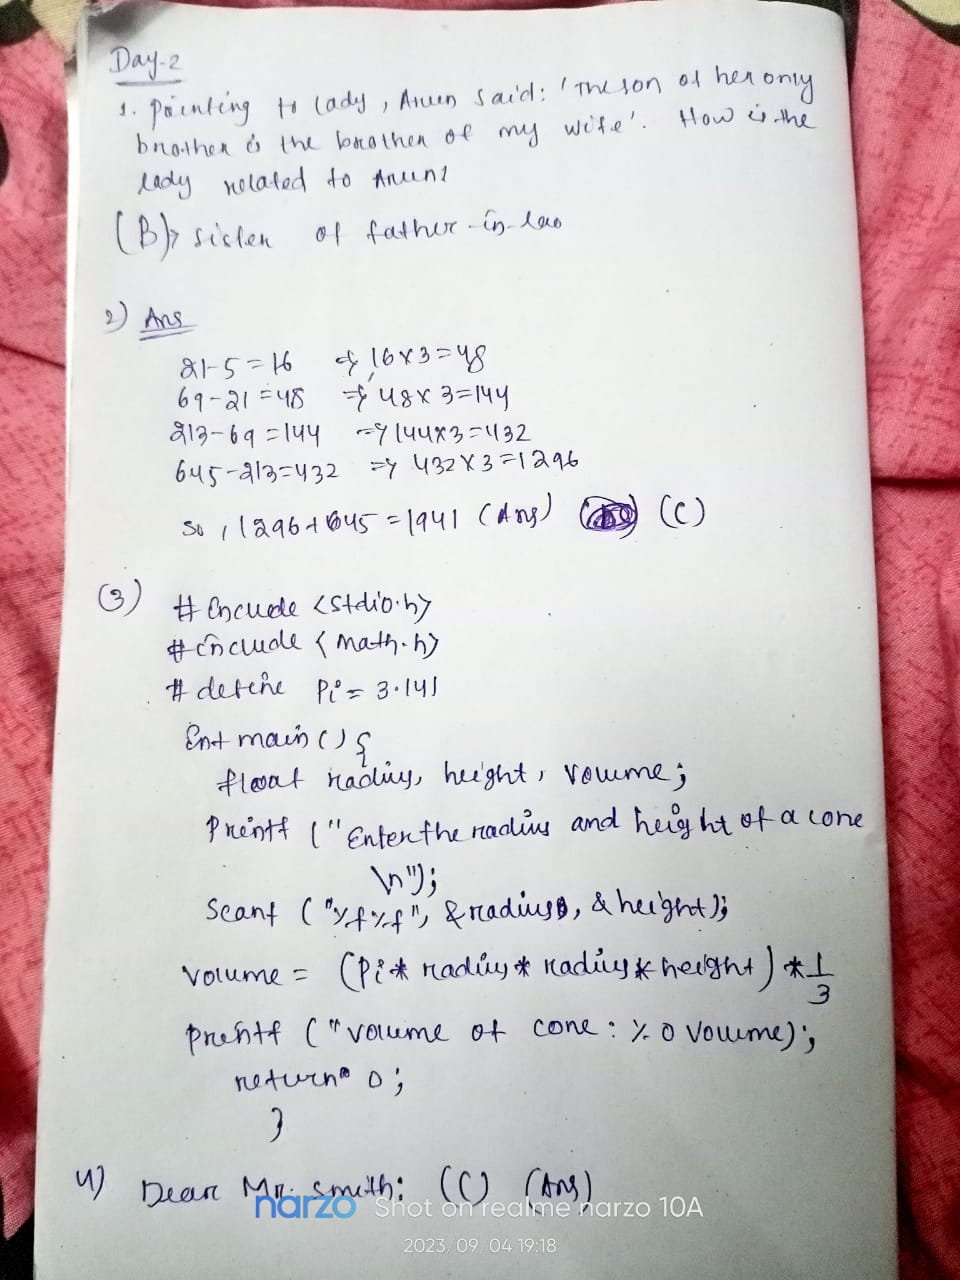 Day-2
1. Pointing to lady, Arun said: 'The son of her only
brother is the brother of my wife'. How is the
lady related to Arun?
(B)→ sister of father-in-law
2) Ans
21-5=16 ⇒ 16×3=48
69-21=48 ⇒ 48×3=144
213-69=144 ⇒ 144×3=432
645-213=432 ⇒ 432×3=1296
So, 1296+645=1941 (Ans) (C)
(3) #incude <stdio.h>
#include <math.h>
#define Pi = 3.141
int main() {
float radius, height, volume;
Printf ("Enter the radius and height of a cone
\n");
Scanf ("%f%f", &radius, &height);
volume = (Pi* radius* radius* height) * 1/3
printf ("volume of cone: %0 volume);
return 0;
}
4) Dear Mr. smith: (C) (Ans)
narzo Shot on realme narzo 10A
2023/09/04 19:18